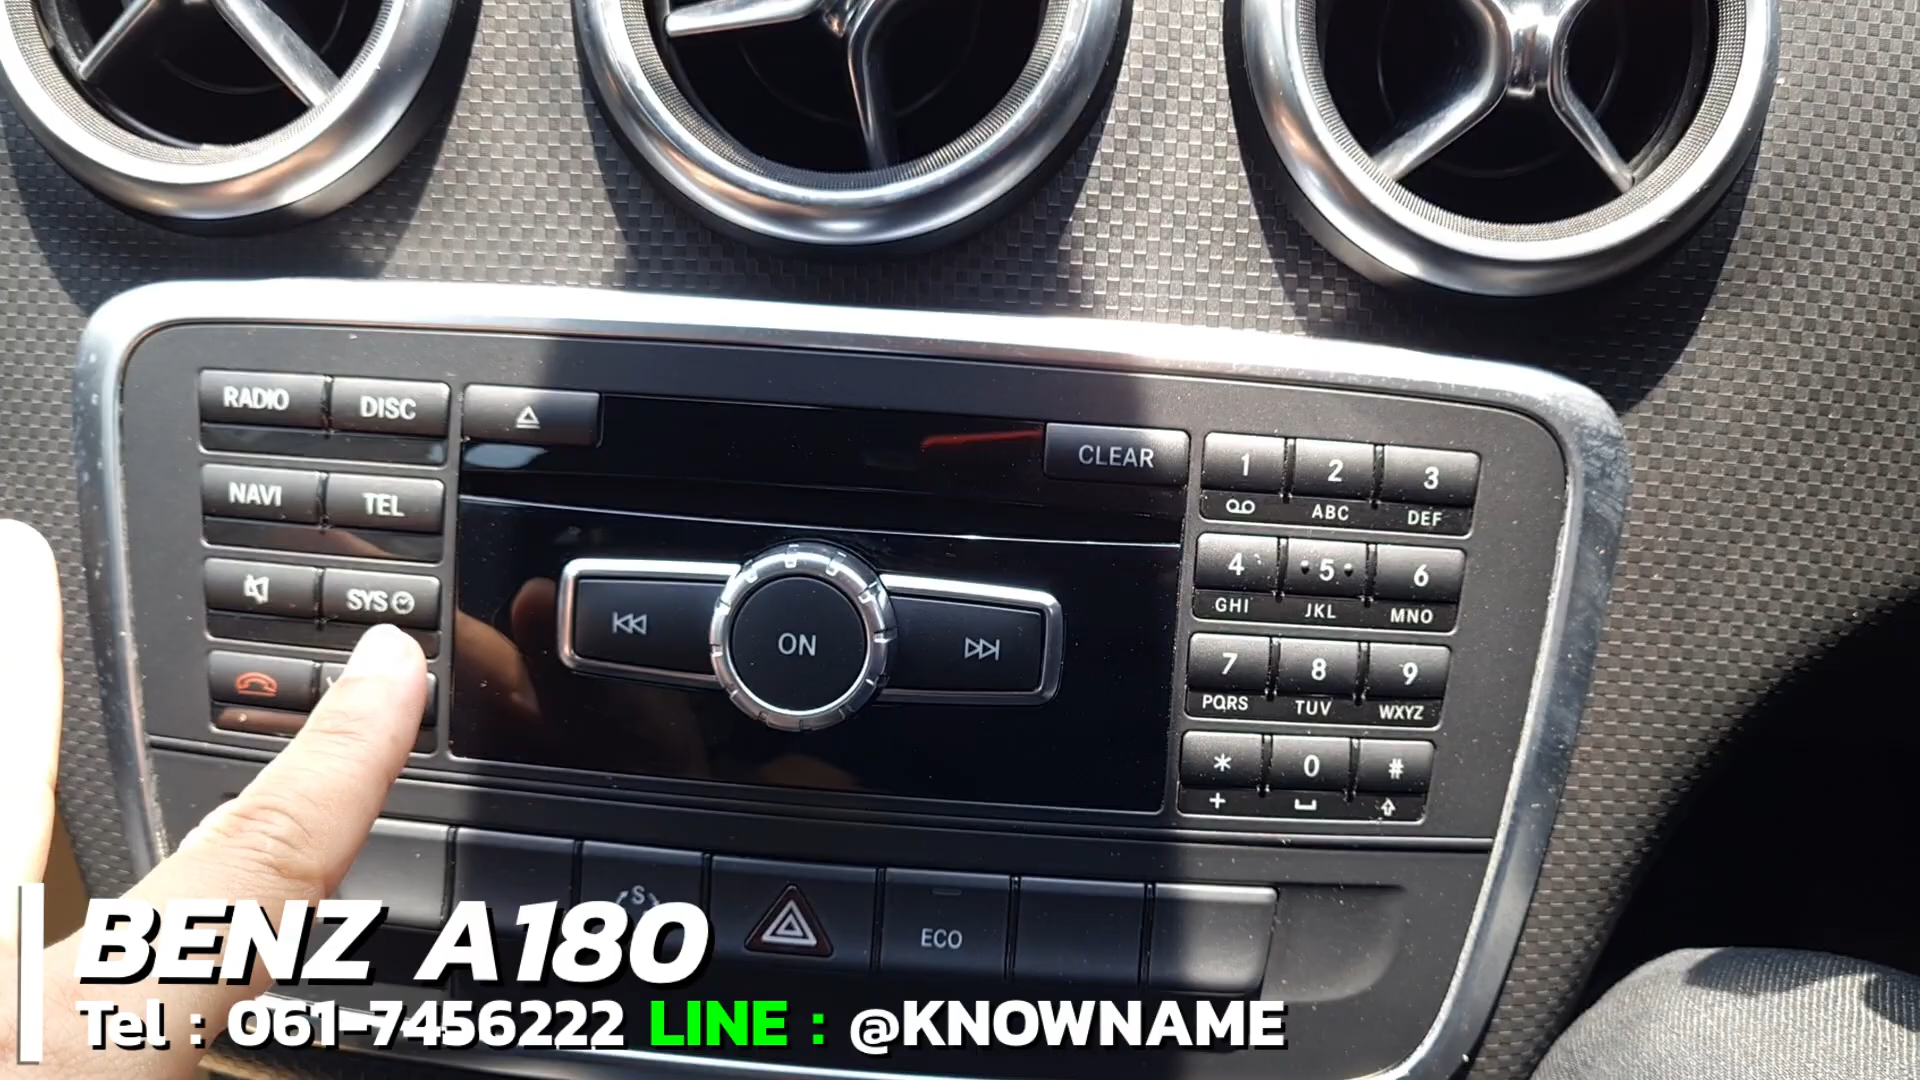 RADIO DISC CLEAR
1 2 3
ABC DEF
NAVI TEL
4 5 6
GHI JKL MNO
SYS
ON
7 8 9
PQRS TUV WXYZ
* 0 #
+
S
ECO
BENZ A180
Tel : 061-7456222 LINE : @KNOWNAME